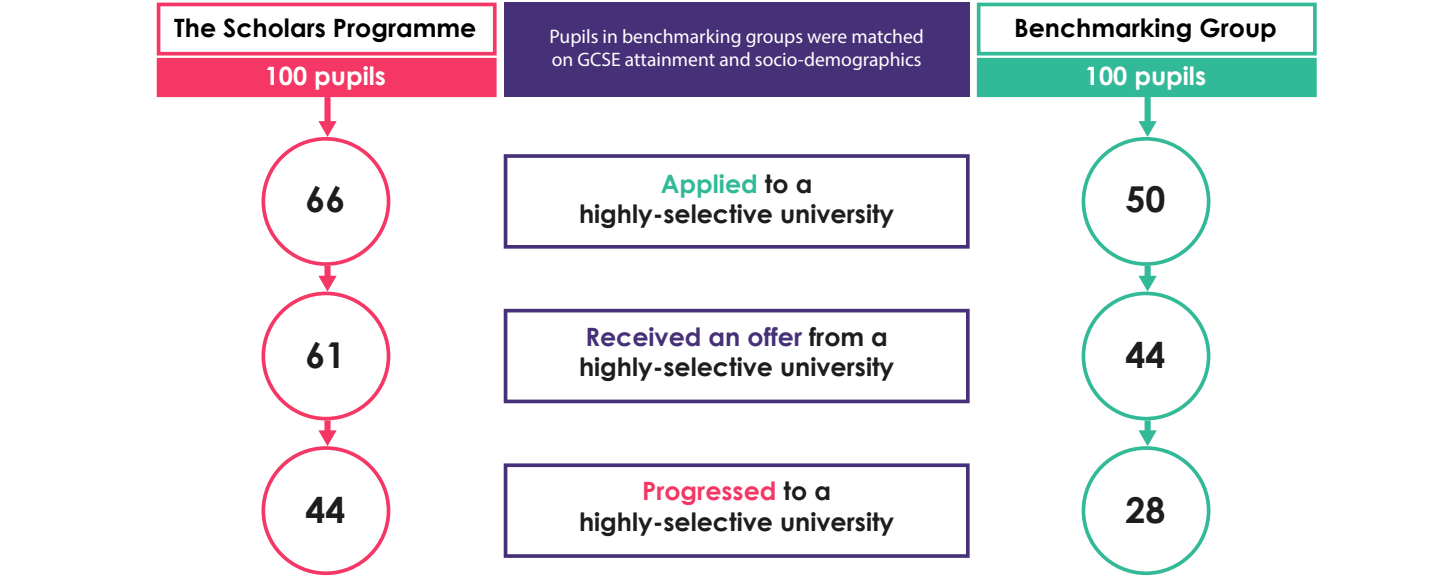 The Scholars Programme
100 pupils
Pupils in benchmarking groups were matched
on GCSE attainment and socio-demographics
Benchmarking Group
100 pupils
66
Applied to a
highly-selective university
50
61
Received an offer from a
highly-selective university
44
44
Progressed to a
highly-selective university
28